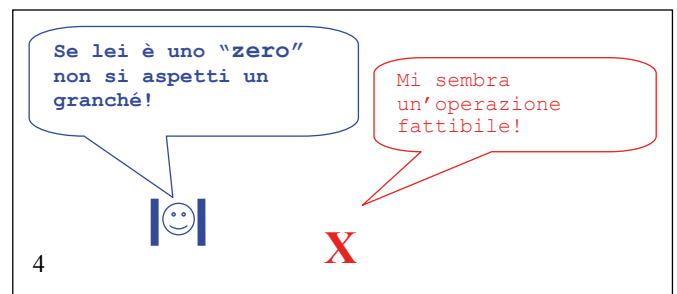 Se lei è uno “zero”
non si aspetti un
granché!
Mi sembra
un’operazione
fattibile!
X
4